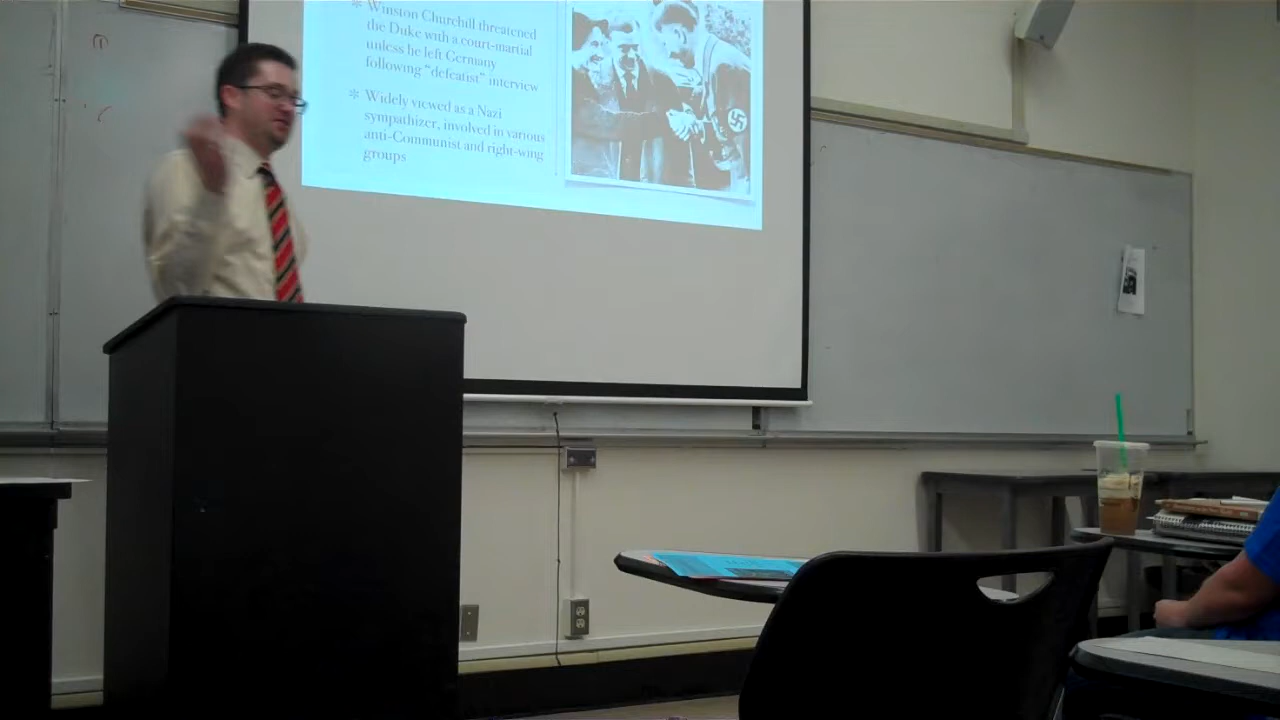 * Winston Churchill threatened
the Duke with a court-martial
unless he left Germany
following "defeatist" interview
* Widely viewed as a Nazi
sympathizer, involved in various
anti-Communist and right-wing
groups